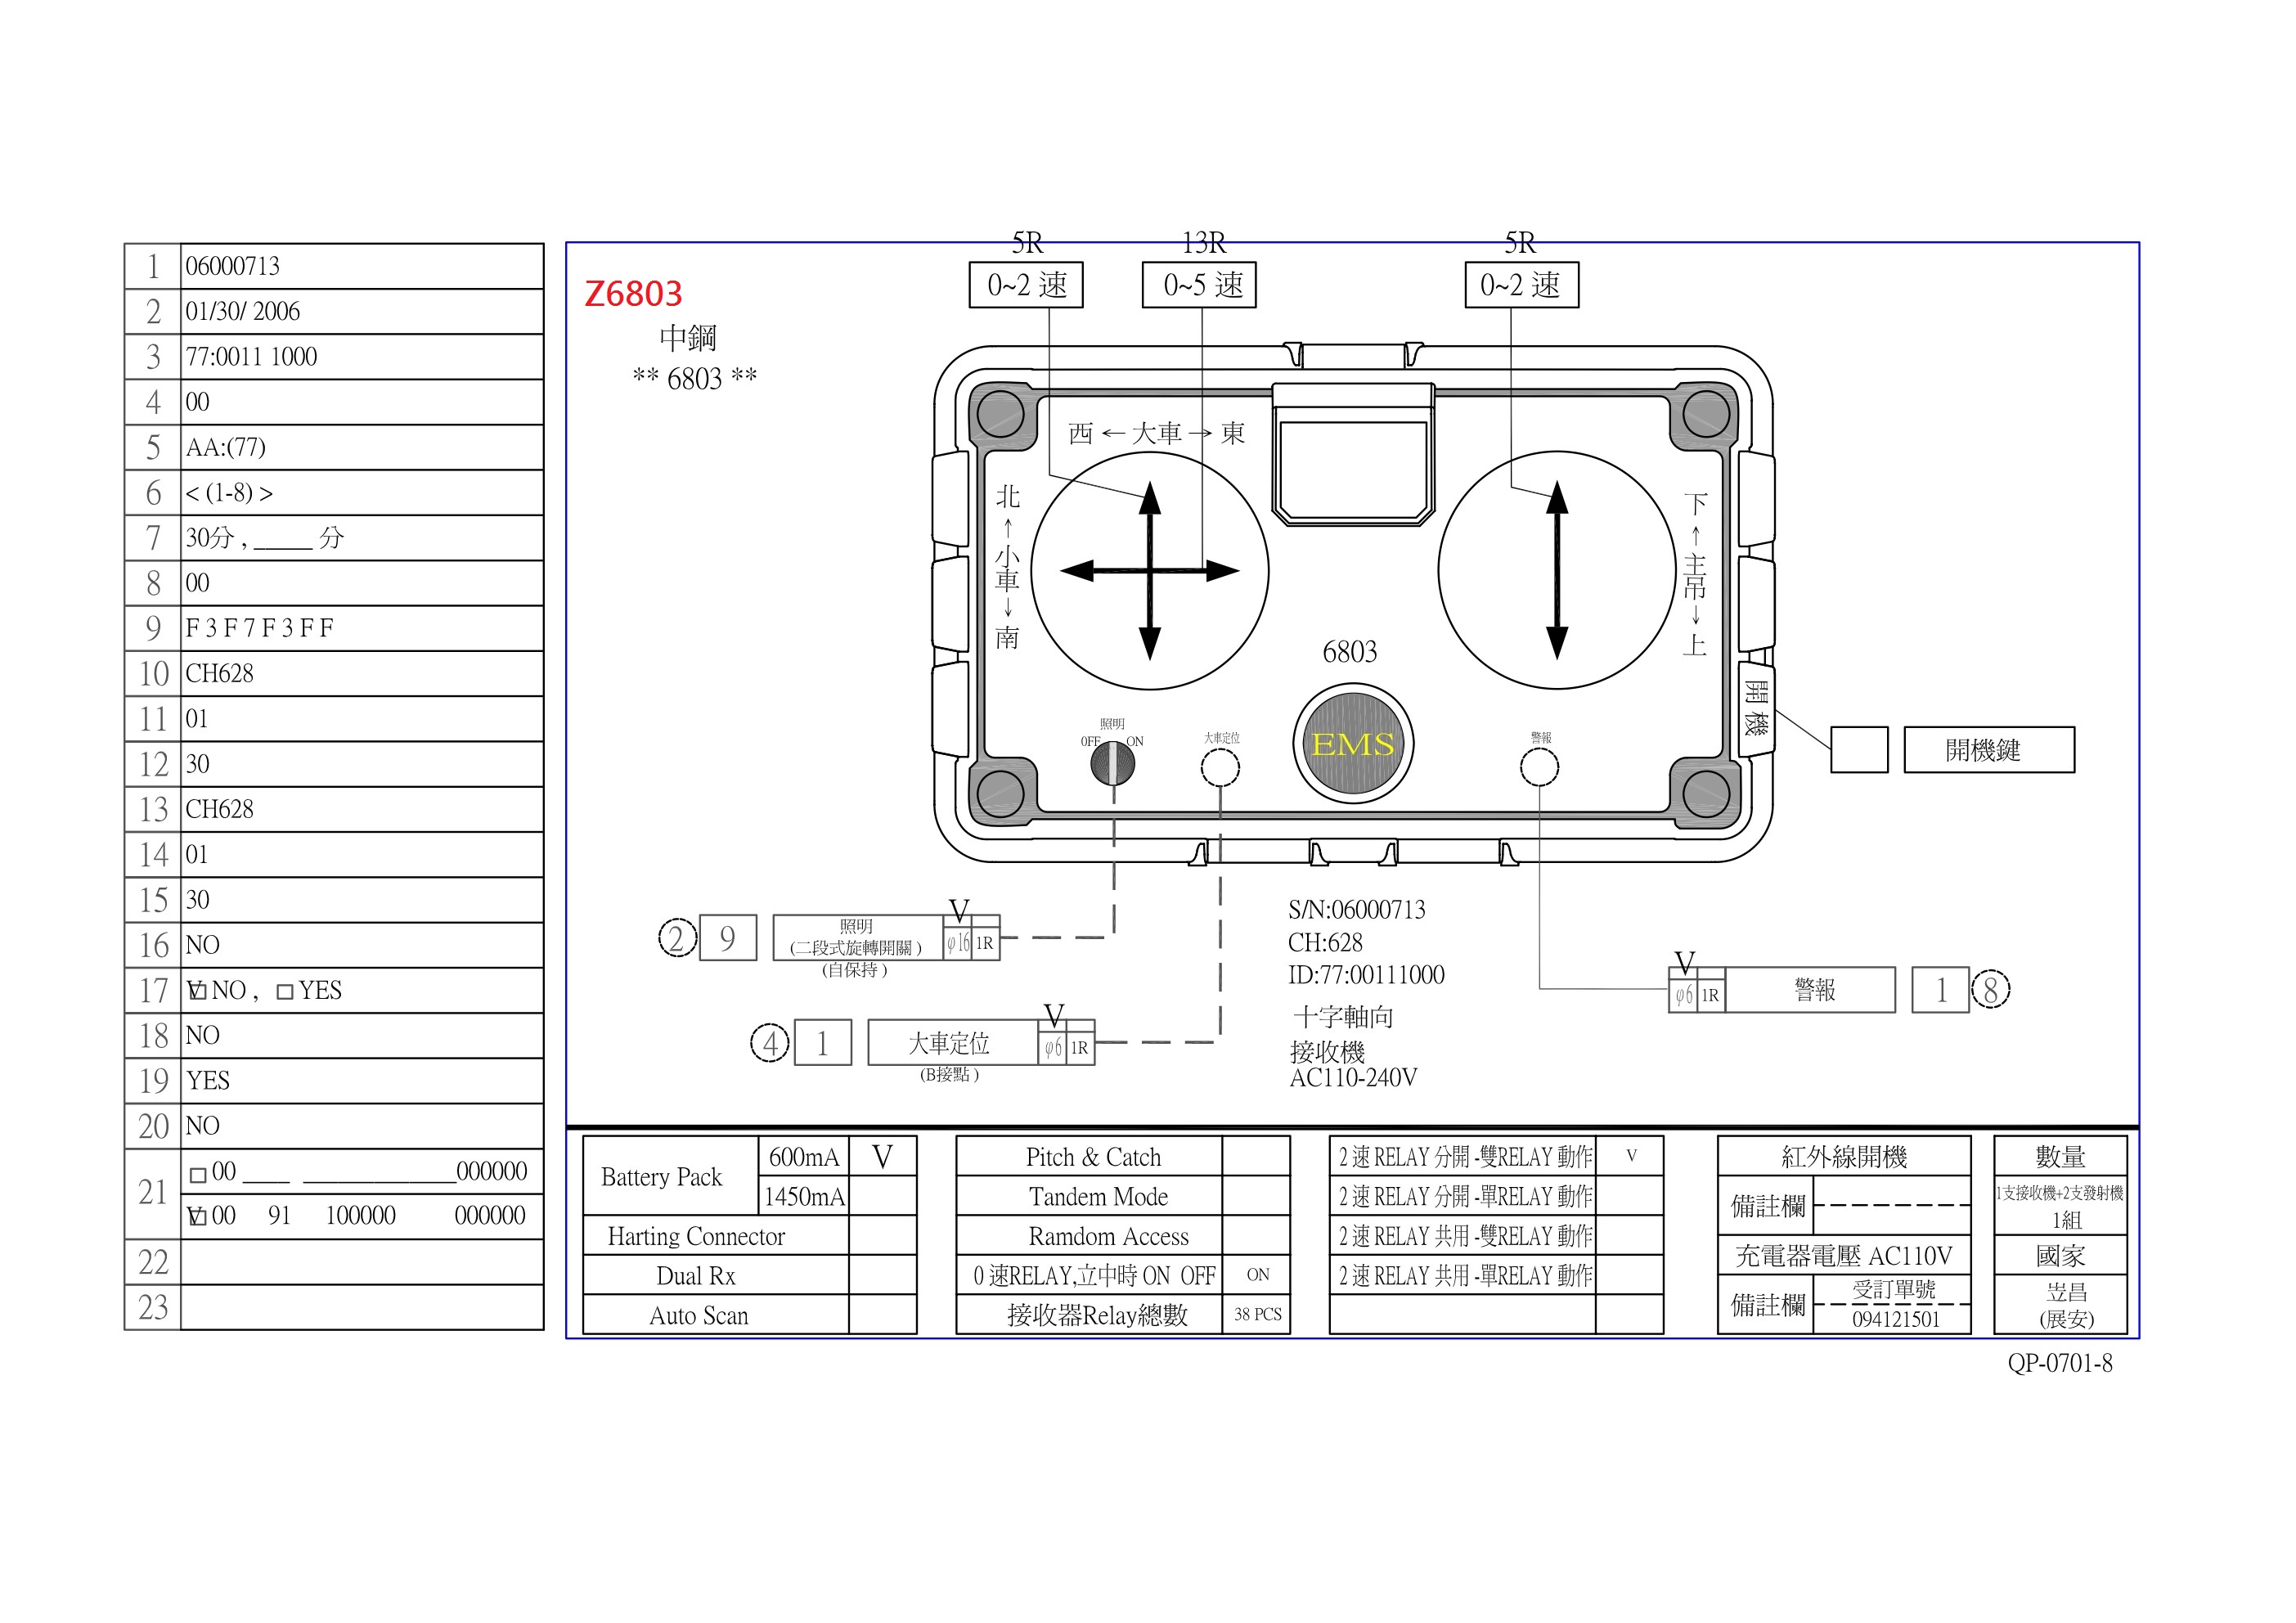 1 06000713
2 01/30/ 2006
3 77:0011 1000
4 00
5 AA:(77)
6 < (1-8) >
7 30分 , _____ 分
8 00
9 F 3 F 7 F 3 F F
10 CH628
11 01
12 30
13 CH628
14 01
15 30
16 NO
17 V□ NO , □ YES
18 NO
19 YES
20 NO
21 □ 00 ____ _____________000000
V□ 00 91 100000 000000
22
23
5R 13R 5R
0~2 速 0~5 速 0~2 速
Z6803
中鋼
** 6803 **
西 ← 大車 → 東
北 ← 小車 → 南
下 ← 主吊 → 上
6803
照明
OFF ON
大車定位
EMS
警報
開機
開機鍵
2 9 照明 V
(二段式旋轉開關 ) φ16 1R
(自保持 )
4 1 大車定位 V φ6 1R
(B接點 )
S/N:06000713
CH:628
ID:77:00111000
十字軸向
接收機
AC110-240V
V φ6 1R 警報 1 8
Battery Pack 600mA V
1450mA
Harting Connector
Dual Rx
Auto Scan
Pitch & Catch
Tandem Mode
Ramdom Access
0 速RELAY,立中時 ON OFF ON
接收器Relay總數 38 PCS
2 速 RELAY 分開 -雙RELAY 動作 V
2 速 RELAY 分開 -單RELAY 動作
2 速 RELAY 共用 -雙RELAY 動作
2 速 RELAY 共用 -單RELAY 動作
紅外線開機
備註欄
充電器電壓 AC110V
備註欄 受訂單號
094121501
數量
1支接收機+2支發射機
1組
國家
岦昌
(展安)
QP-0701-8